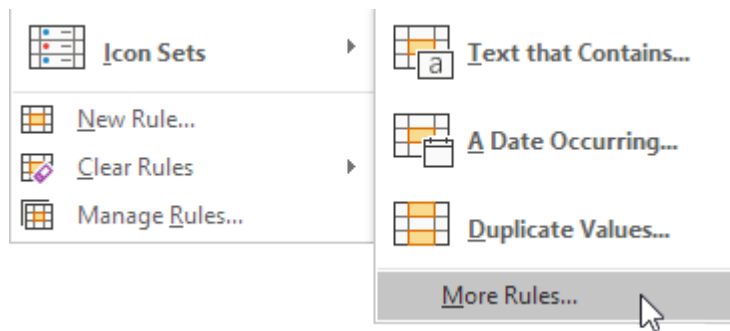 Icon Sets
New Rule...
Clear Rules
Manage Rules...
a
Text that Contains...
A Date Occurring...
Duplicate Values...
More Rules...